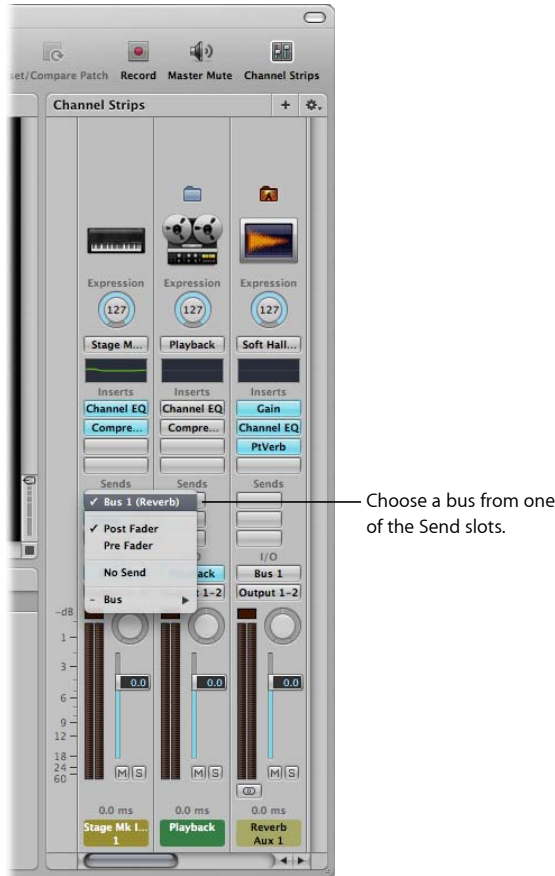 set/Compare Patch Record Master Mute Channel Strips
Channel Strips
Expression Expression Expression
127 127 127
Stage M... Playback Soft Hall...
Inserts Inserts Inserts
Channel EQ Channel EQ Gain
Compre... Compre... Channel EQ
PtVerb
Sends Sends Sends
✓ Bus 1 (Reverb)
✓ Post Fader
Pre Fader
No Send
– Bus
Choose a bus from one
of the Send slots.
O I/O
ack Bus 1
t 1-2 Output 1-2
-dB
1
3
6
9
12
18
24
60
0.0 0.0 0.0
M S M S M S
0.0 ms 0.0 ms 0.0 ms
Stage Mk I... Playback Reverb
1 Aux 1